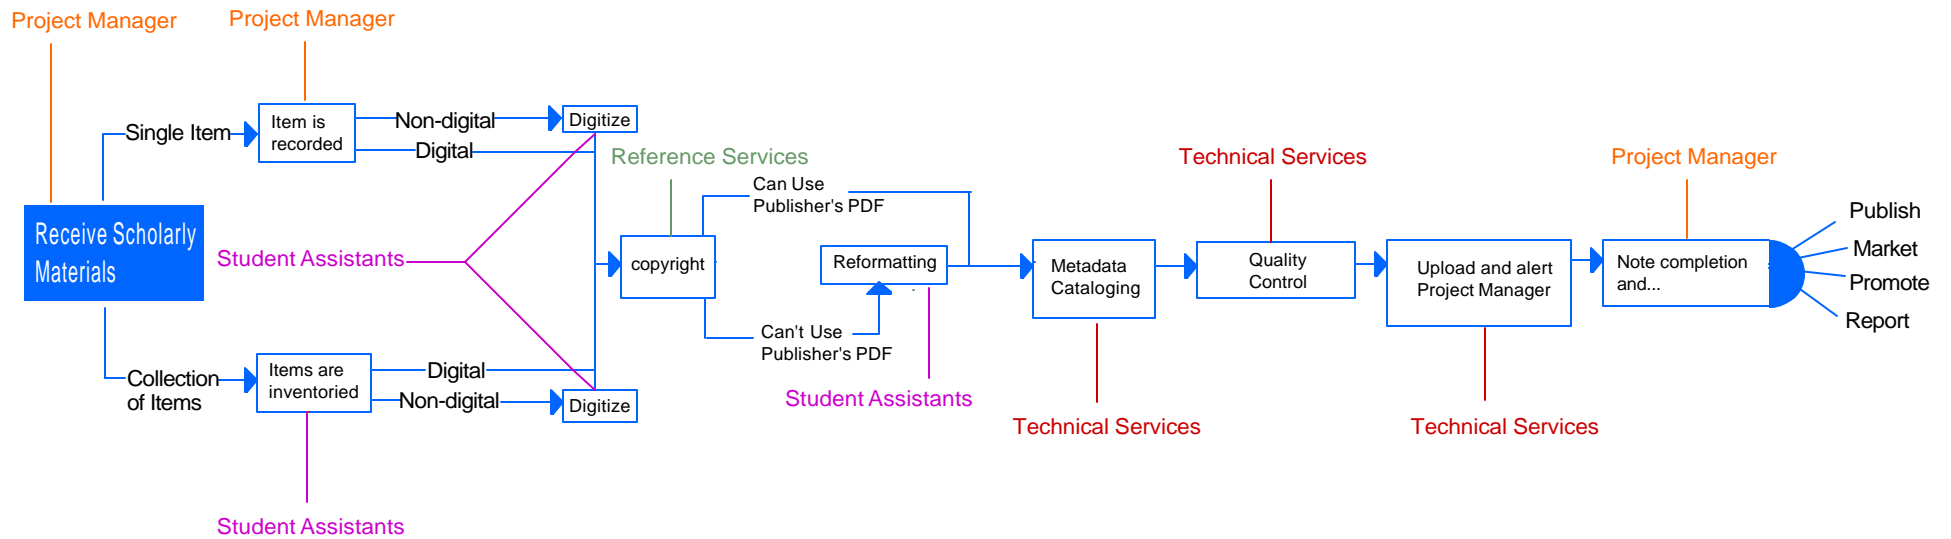 Project Manager
Project Manager
Single Item
Item is
recorded
Non-digital
Digital
Digitize
Receive Scholarly
Materials
Student Assistants
Reference Services
copyright
Can Use
Publisher's PDF
Can't Use
Publisher's PDF
Reformatting
Student Assistants
Collection
of Items
Items are
inventoried
Digital
Non-digital
Digitize
Student Assistants
Metadata
Cataloging
Technical Services
Technical Services
Quality
Control
Upload and alert
Project Manager
Technical Services
Project Manager
Note completion
and...
Publish
Market
Promote
Report